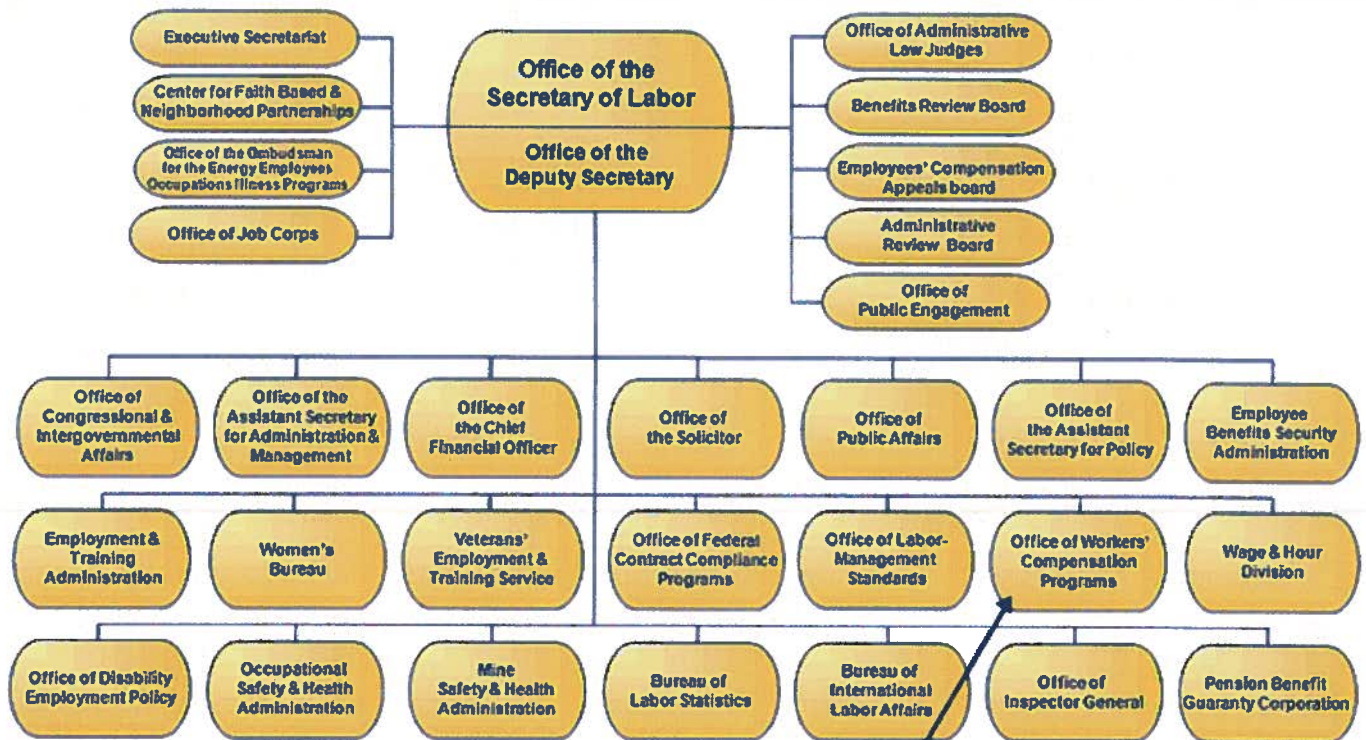 Executive Secretariat
Center for Faith Based &
Neighborhood Partnerships
Office of the Ombudsman
for the Energy Employees
Occupations Illness Programs
Office of Job Corps
Office of the
Secretary of Labor
Office of the
Deputy Secretary
Office of Administrative
Law Judges
Benefits Review Board
Employees' Compensation
Appeals board
Administrative
Review Board
Office of
Public Engagement
Office of
Congressional &
Intergovernmental
Affairs
Office of the
Assistant Secretary
for Administration &
Management
Office of
the Chief
Financial Officer
Office of
the Solicitor
Office of
Public Affairs
Office of
the Assistant
Secretary for Policy
Employee
Benefits Security
Administration
Employment &
Training
Administration
Women's
Bureau
Veterans'
Employment &
Training Service
Office of Federal
Contract Compliance
Programs
Office of Labor-
Management
Standards
Office of Workers'
Compensation
Programs
Wage & Hour
Division
Office of Disability
Employment Policy
Occupational
Safety & Health
Administration
Mine
Safety & Health
Administration
Bureau of
Labor Statistics
Bureau of
International
Labor Affairs
Office of
Inspector General
Pension Benefit
Guaranty Corporation